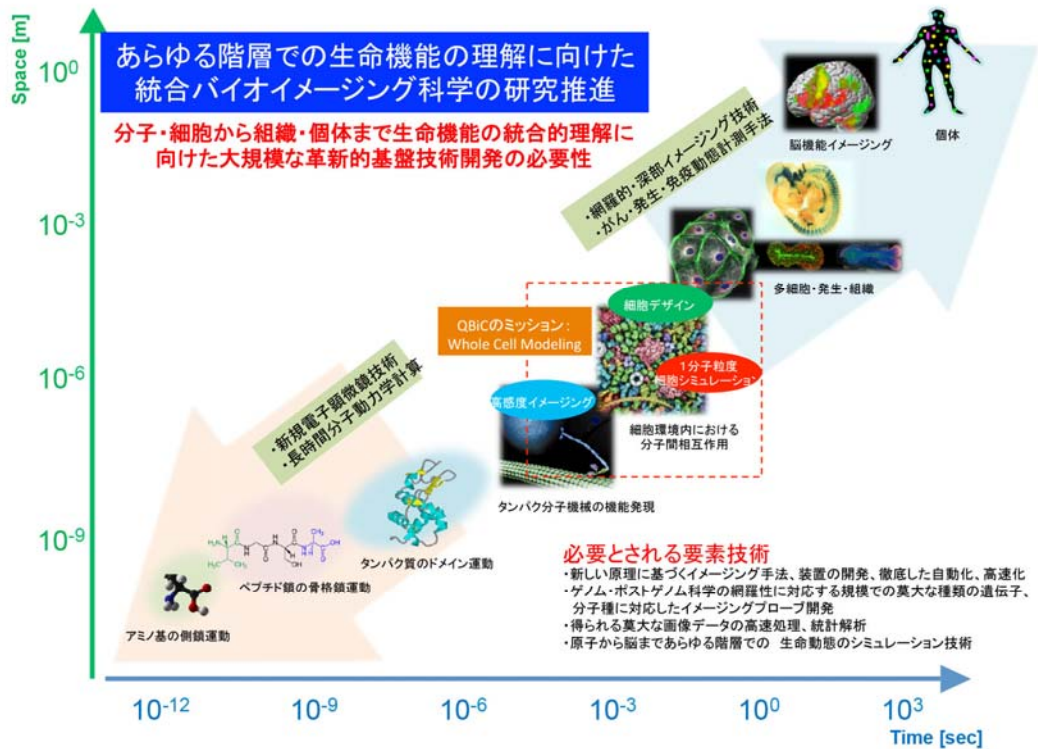 Space [m]
10⁰
10⁻³
10⁻⁶
10⁻⁹
あらゆる階層での生命機能の理解に向けた
統合バイオイメージング科学の研究推進
分子・細胞から組織・個体まで生命機能の統合的理解に
向けた大規模な革新的基盤技術開発の必要性
・網羅的・深部イメージング技術
・がん・発生・免疫動態計測手法
脳機能イメージング
個体
多細胞・発生・組織
QBiCのミッション：
Whole Cell Modeling
細胞デザイン
1分子粒度
細胞シミュレーション
高感度イメージング
細胞環境内における
分子間相互作用
タンパク分子機械の機能発現
・新規電子顕微鏡技術
・長時間分子動力学計算
タンパク質のドメイン運動
ペプチド鎖の骨格鎖運動
アミノ基の側鎖運動
必要とされる要素技術
・新しい原理に基づくイメージング手法、装置の開発、徹底した自動化、高速化
・ゲノム・ポストゲノム科学の網羅性に対応する規模での莫大な種類の遺伝子、
分子種に対応したイメージングプローブ開発
・得られる莫大な画像データの高速処理、統計解析
・原子から脳まであらゆる階層での 生命動態のシミュレーション技術
10⁻¹²
10⁻⁹
10⁻⁶
10⁻³
10⁰
10³
Time [sec]